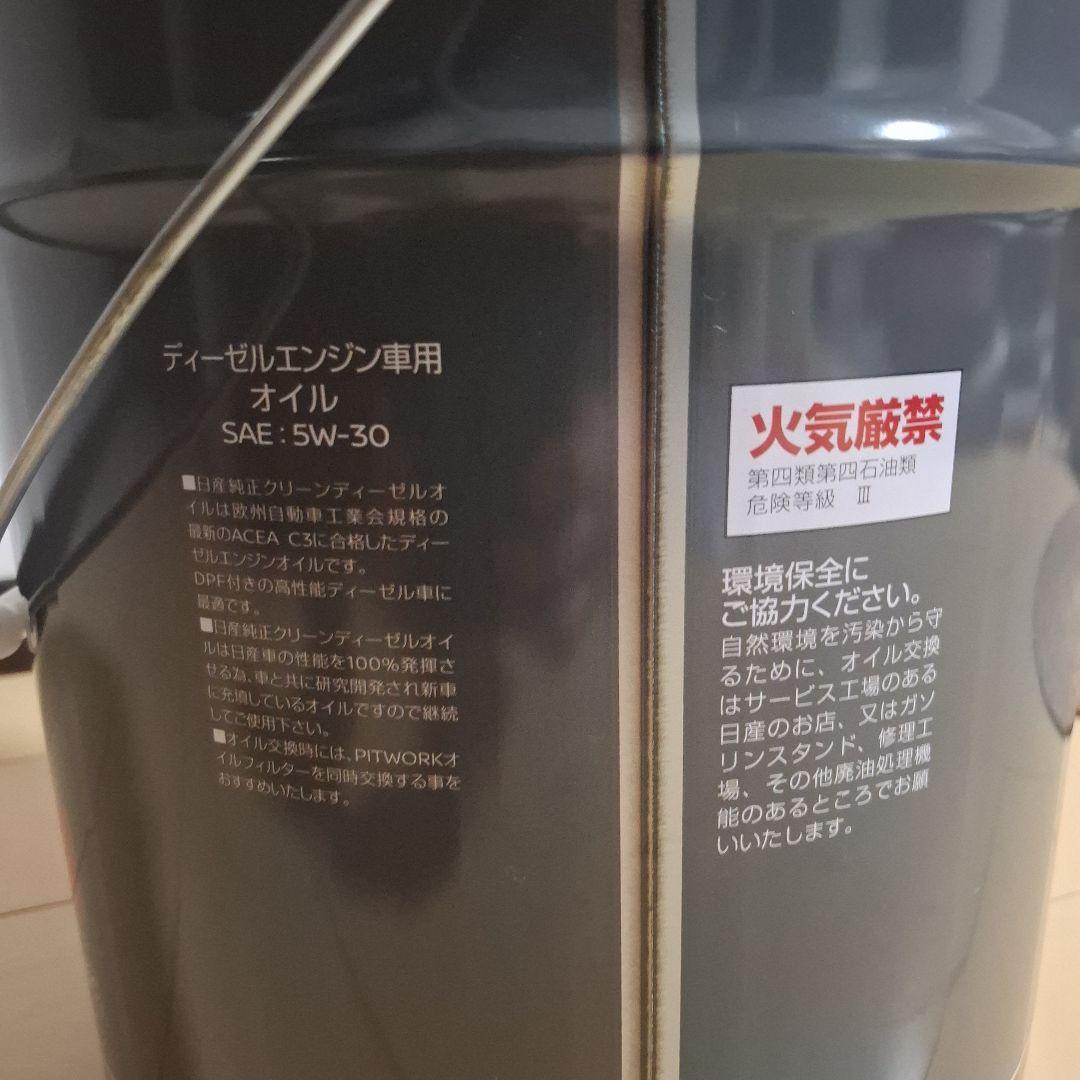 ディーゼルエンジン車用
オイル
SAE：5W-30
■日産純正クリーンディーゼルオ
イルは欧州自動車工業会規格の
最新のACEA C3に合格したディー
ゼルエンジンオイルです。
DPF付きの高性能ディーゼル車に
最適です。
■日産純正クリーンディーゼルオイ
ルは日産車の性能を100%発揮さ
せる為、車と共に研究開発され新車
に充填しているオイルですので継続
してご使用下さい。
■オイル交換時には、PITWORKオ
イルフィルターを同時交換する事を
おすすめいたします。
火気厳禁
第四類第四石油類
危険等級 Ⅲ
環境保全に
ご協力ください。
自然環境を汚染から守
るために、オイル交換
はサービス工場のある
日産のお店、又はガソ
リンスタンド、修理工
場、その他廃油処理機
能のあるところでお願
いいたします。